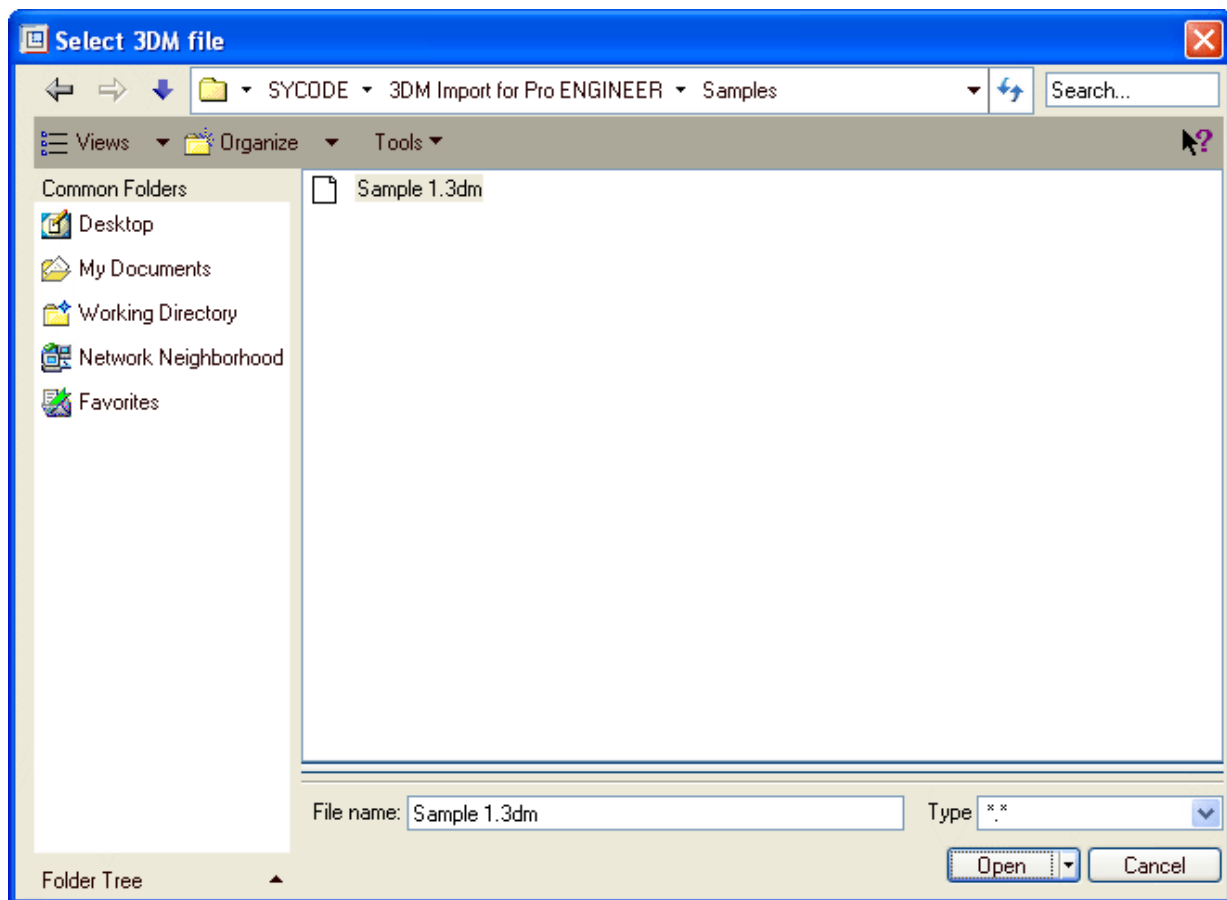 Select 3DM file
SYCODE 3DM Import for Pro ENGINEER Samples Search...
Views Organize Tools ?
Common Folders
Sample 1.3dm
Desktop
My Documents
Working Directory
Network Neighborhood
Favorites
File name: Sample 1.3dm Type *.*
Open Cancel
Folder Tree